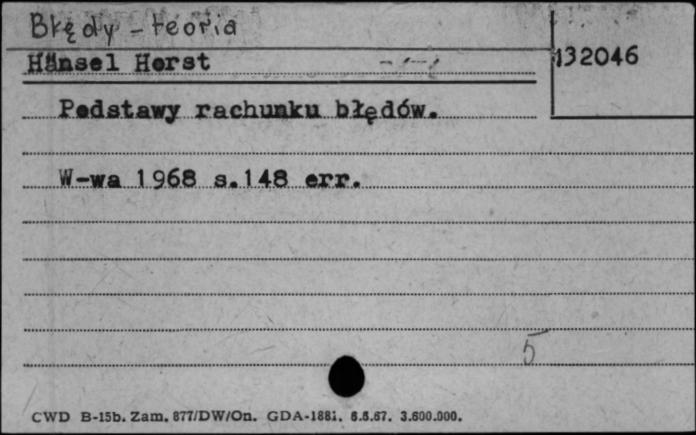 Błędy - teoria
Hänsel Horst
132046
Podstawy rachunku błędów.
W-wa 1968 s.148 err.
5
CWD B-15b. Zam. 877/DW/On. GDA-1881. 6.6.67. 3.600.000.